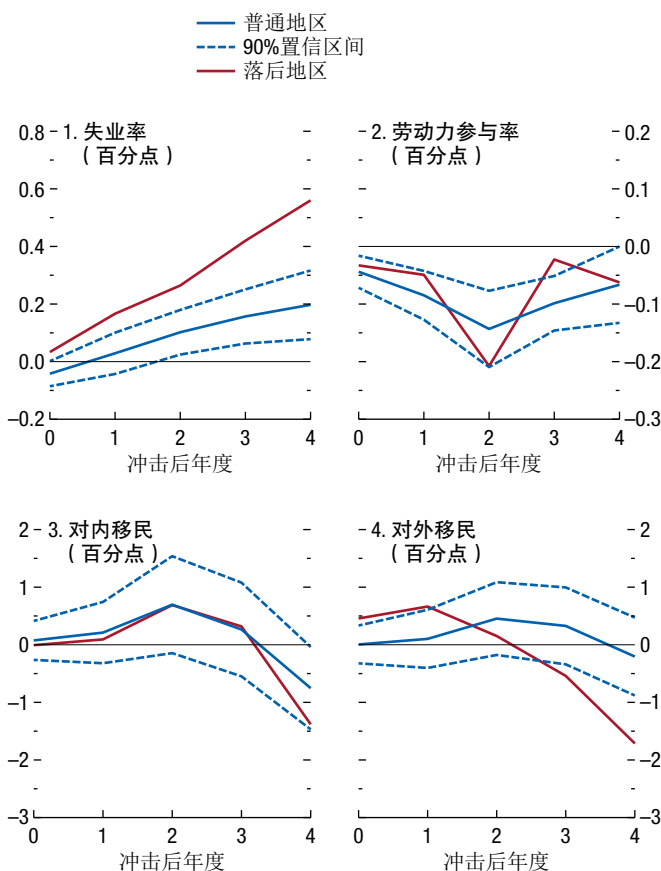 普通地区
90%置信区间
落后地区
1. 失业率
(百分点)
0.8
0.6
0.4
0.2
0.0
–0.2
0 1 2 3 4
冲击后年度
2. 劳动力参与率
(百分点)
0.2
0.1
0.0
–0.1
–0.2
–0.3
0 1 2 3 4
冲击后年度
3. 对内移民
(百分点)
2
1
0
–1
–2
–3
0 1 2 3 4
冲击后年度
4. 对外移民
(百分点)
2
1
0
–1
–2
–3
0 1 2 3 4
冲击后年度